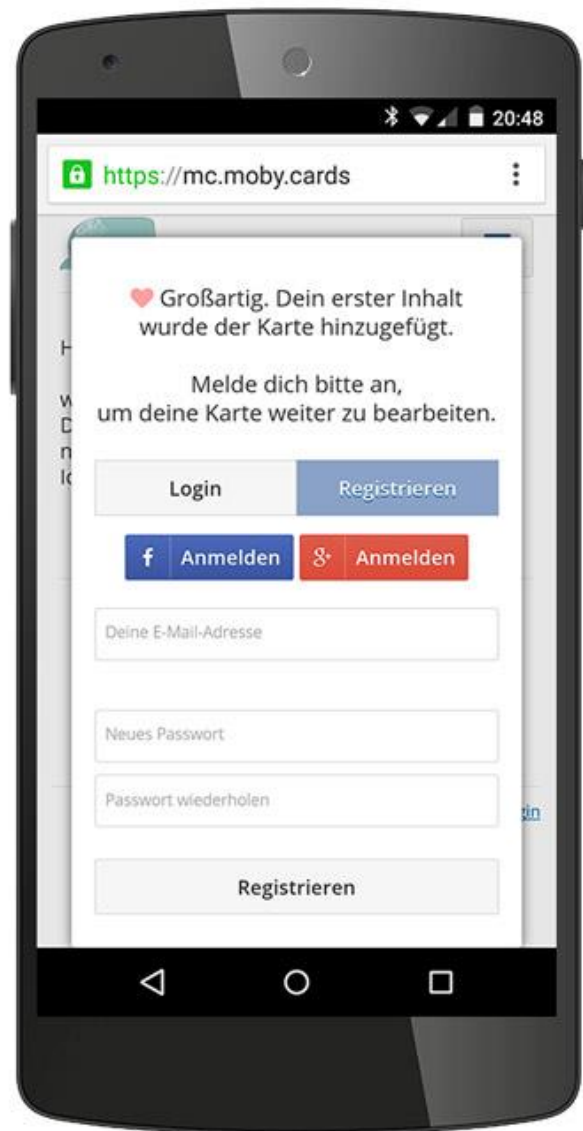 20:48
https://mc.moby.cards
Großartig. Dein erster Inhalt
wurde der Karte hinzugefügt.
Melde dich bitte an,
um deine Karte weiter zu bearbeiten.
Login Registrieren
f Anmelden g+ Anmelden
Deine E-Mail-Adresse
Neues Passwort
Passwort wiederholen
Registrieren